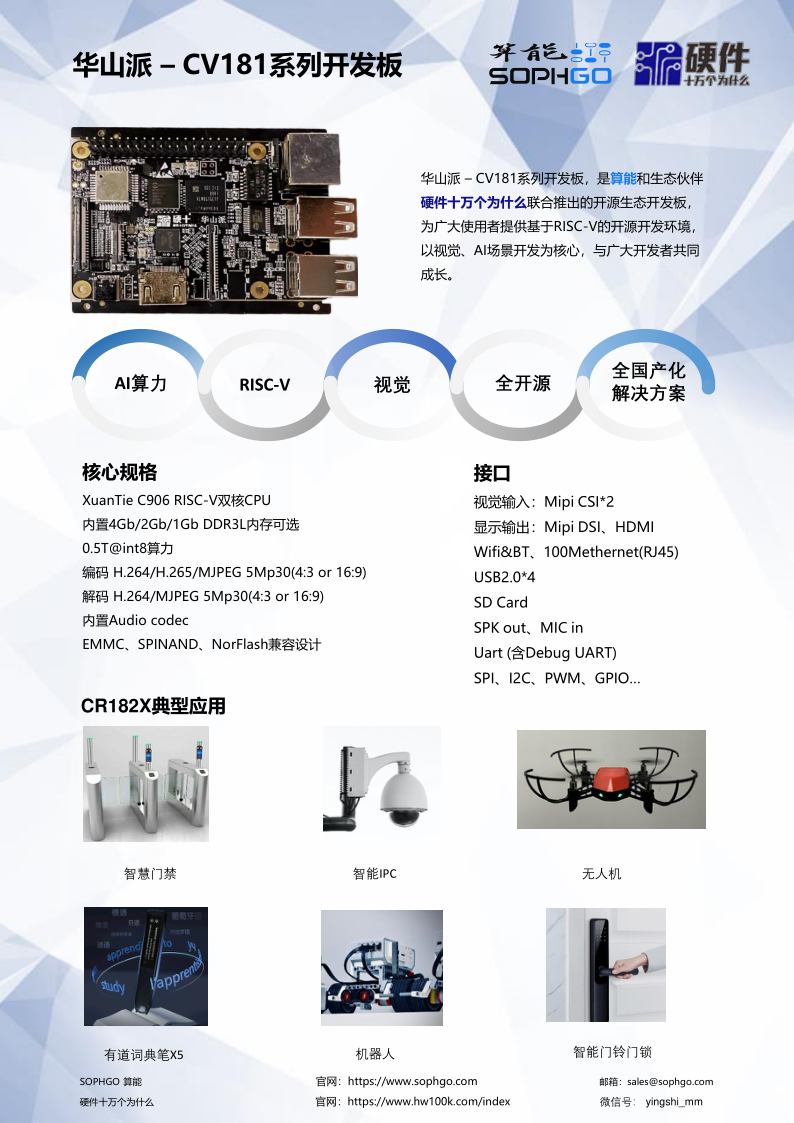 华山派 – CV181系列开发板
算能
SOPHGO
硬件
十万个为什么
华山派 – CV181系列开发板，是算能和生态伙伴
硬件十万个为什么联合推出的开源生态开发板，
为广大使用者提供基于RISC-V的开源开发环境，
以视觉、AI场景开发为核心，与广大开发者共同
成长。
华山派
AI算力
RISC-V
视觉
全开源
全国产化
解决方案
核心规格
XuanTie C906 RISC-V双核CPU
内置4Gb/2Gb/1Gb DDR3L内存可选
0.5T@int8算力
编码 H.264/H.265/MJPEG 5Mp30(4:3 or 16:9)
解码 H.264/MJPEG 5Mp30(4:3 or 16:9)
内置Audio codec
EMMC、SPINAND、NorFlash兼容设计
接口
视觉输入：Mipi CSI*2
显示输出：Mipi DSI、HDMI
Wifi&BT、100Methernet(RJ45)
USB2.0*4
SD Card
SPK out、MIC in
Uart (含Debug UART)
SPI、I2C、PWM、GPIO…
CR182X典型应用
智慧门禁
智能IPC
无人机
德语
葡萄牙语
德语
apprend
to
study
l'apprenti
有道词典笔X5
机器人
智能门铃门锁
SOPHGO 算能
官网：https://www.sophgo.com
邮箱：sales@sophgo.com
硬件十万个为什么
官网：https://www.hw100k.com/index
微信号： yingshi_mm